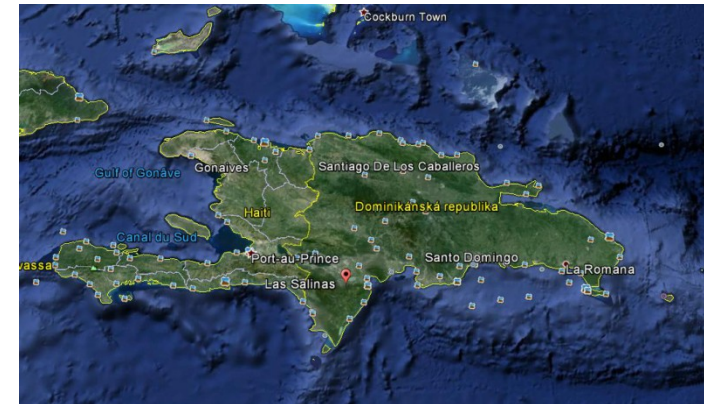 Cockburn Town
Gonaives
Santiago De Los Caballeros
Gulf of Gonâve
Haiti
Dominikánská republika
Canal du Sud
vassa
Port-au-Prince
Santo Domingo
La Romana
Las Salinas